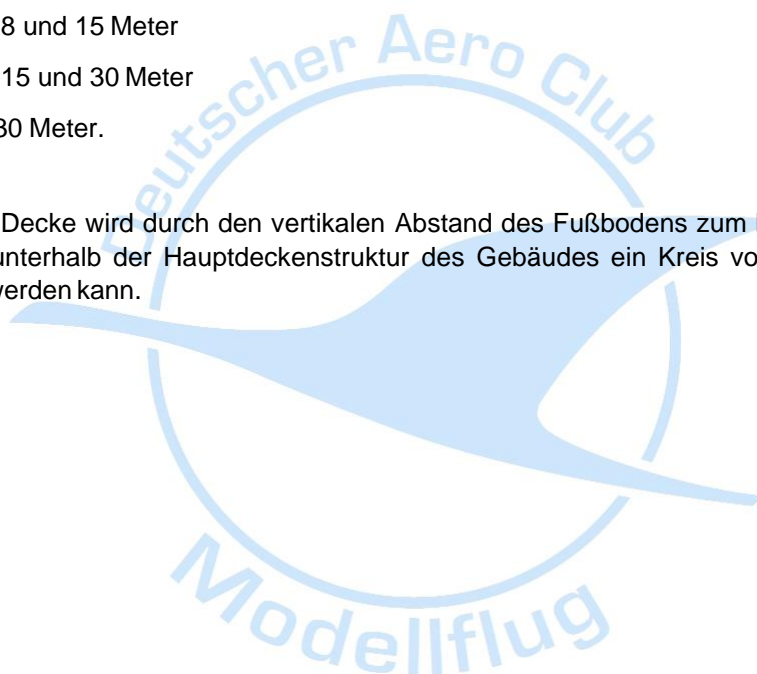 8 und 15 Meter
15 und 30 Meter
30 Meter.
Decke wird durch den vertikalen Abstand des Fußbodens zum
unterhalb der Hauptdeckenstruktur des Gebäudes ein Kreis
werden kann.
Deutscher Aero Club
Modellflug